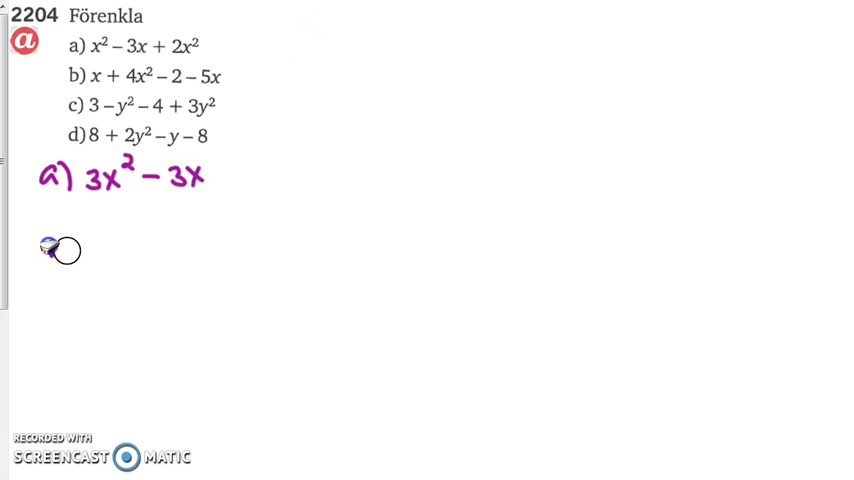 2204 Förenkla
a
a) x² – 3x + 2x²
b) x + 4x² – 2 – 5x
c) 3 – y² – 4 + 3y²
d) 8 + 2y² – y – 8
a) 3x² – 3x
RECORDED WITH
SCREENCAST MATIC